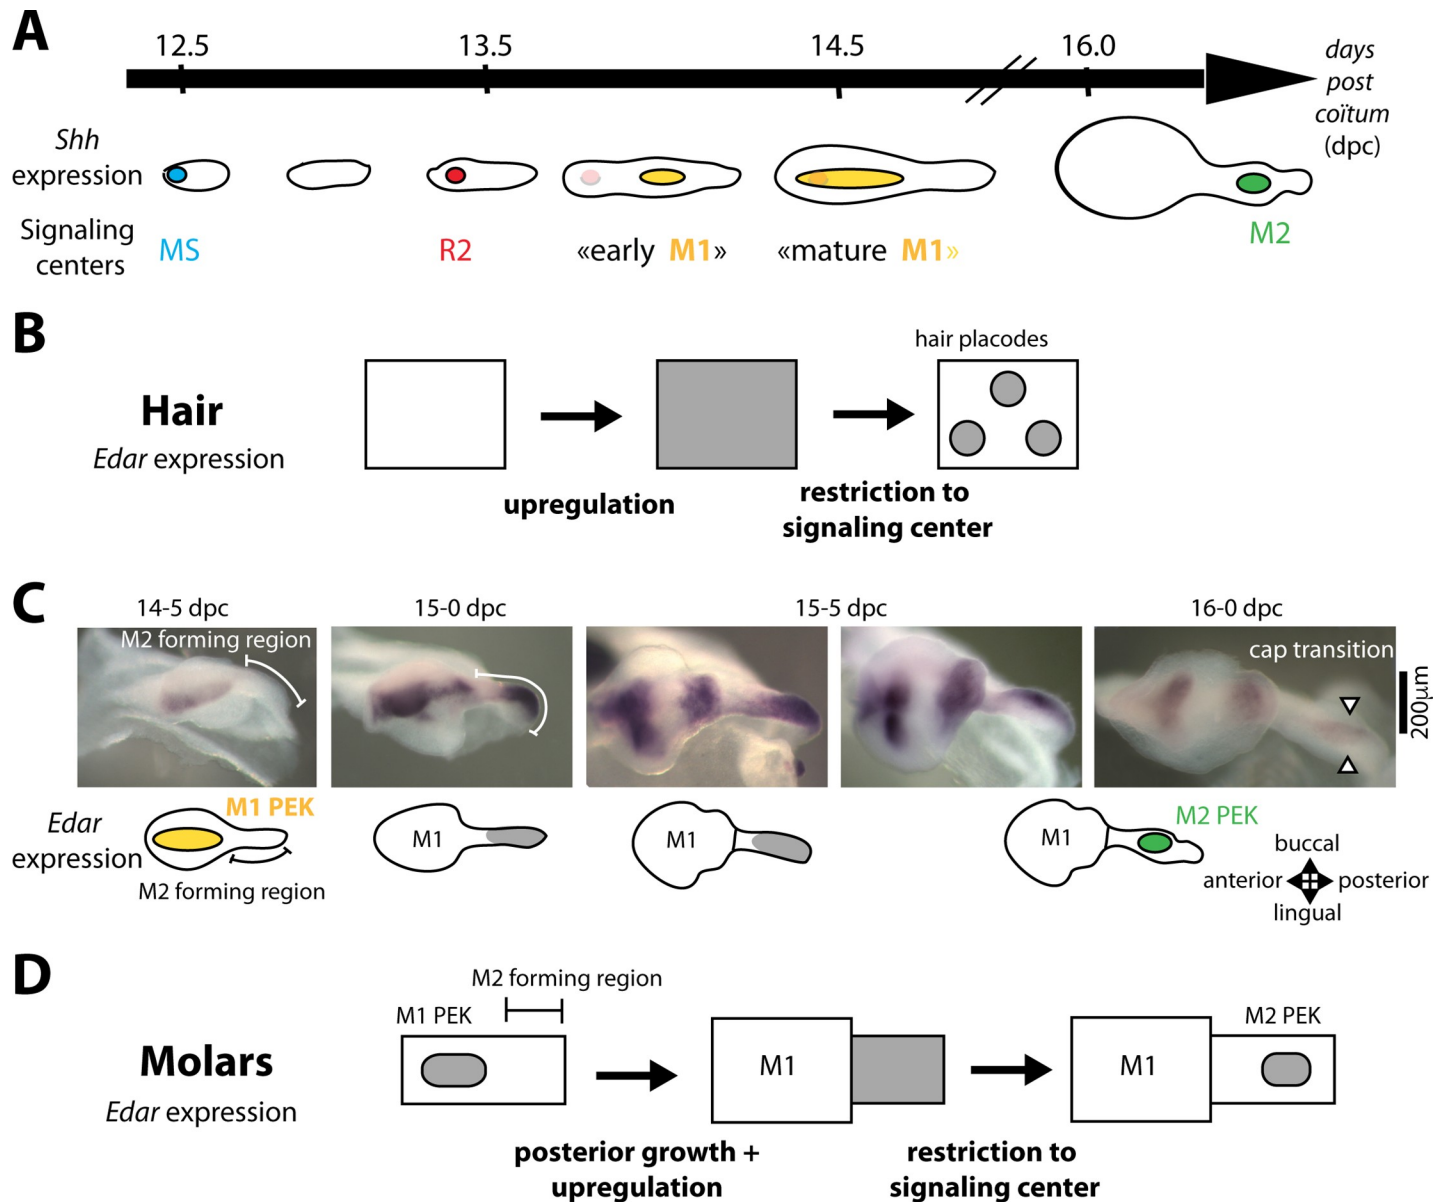 A
12.5 13.5 14.5 16.0
days
post
coïtum
(dpc)
Shh
expression
Signaling
centers
MS R2 «early M1» «mature M1» M2
B
Hair
Edar expression
upregulation
restriction to
signaling center
hair placodes
C
14-5 dpc 15-0 dpc 15-5 dpc 16-0 dpc
M2 forming region
cap transition
200µm
Edar
expression
M1 PEK
M2 forming region
M1
M1
M1
M2 PEK
buccal
anterior posterior
lingual
D
Molars
Edar expression
M2 forming region
M1 PEK
M1
M1
M2 PEK
posterior growth +
upregulation
restriction to
signaling center